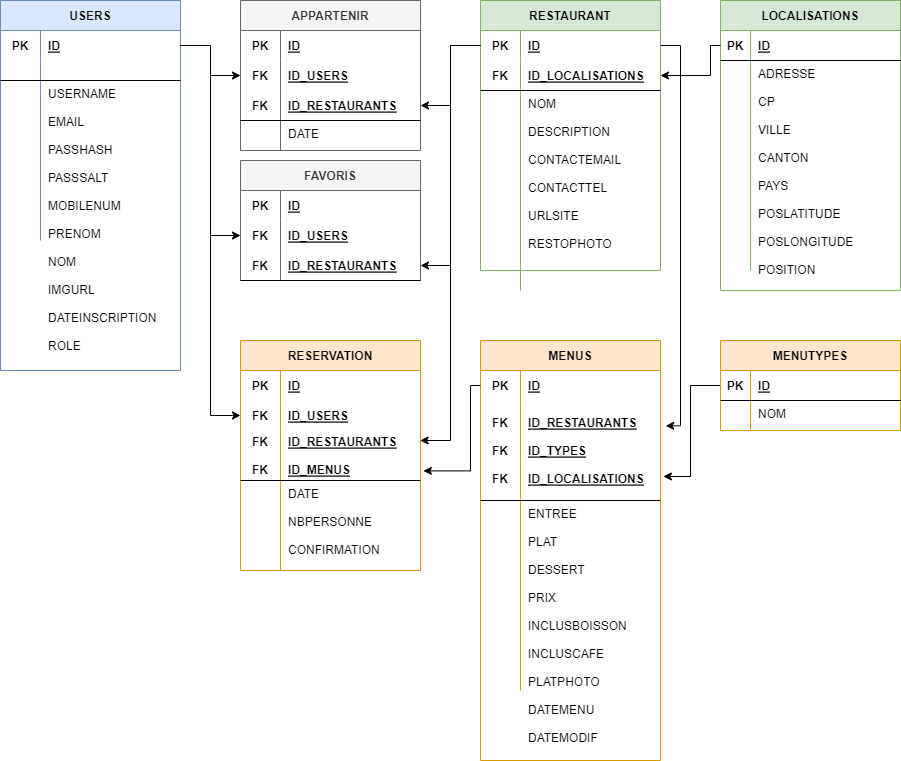 USERS
PK ID
USERNAME
EMAIL
PASSHASH
PASSSALT
MOBILENUM
PRENOM
NOM
IMGURL
DATEINSCRIPTION
ROLE
APPARTENIR
PK ID
FK ID_USERS
FK ID_RESTAURANTS
DATE
FAVORIS
PK ID
FK ID_USERS
FK ID_RESTAURANTS
RESTAURANT
PK ID
FK ID_LOCALISATIONS
NOM
DESCRIPTION
CONTACTEMAIL
CONTACTTEL
URLSITE
RESTOPHOTO
LOCALISATIONS
PK ID
ADRESSE
CP
VILLE
CANTON
PAYS
POSLATITUDE
POSLONGITUDE
POSITION
RESERVATION
PK ID
FK ID_USERS
FK ID_RESTAURANTS
FK ID_MENUS
DATE
NBPERSONNE
CONFIRMATION
MENUS
PK ID
FK ID_RESTAURANTS
FK ID_TYPES
FK ID_LOCALISATIONS
ENTREE
PLAT
DESSERT
PRIX
INCLUSBOISSON
INCLUSCAFE
PLATPHOTO
DATEMENU
DATEMODIF
MENUTYPES
PK ID
NOM